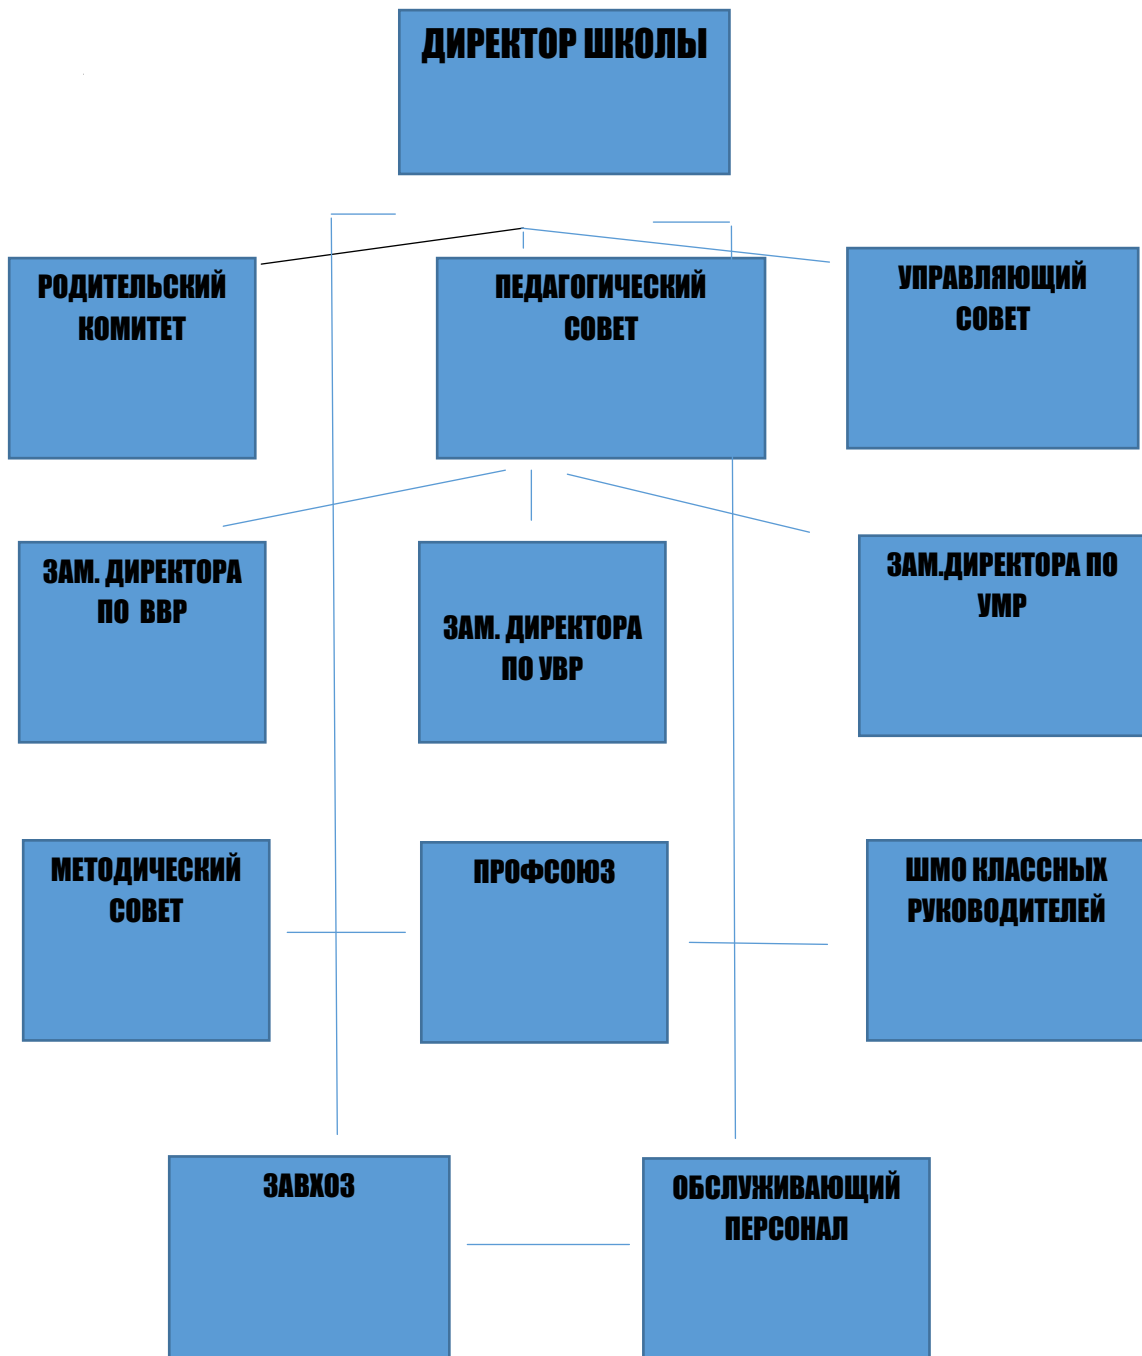 ДИРЕКТОР ШКОЛЫ
РОДИТЕЛЬСКИЙ
КОМИТЕТ
ПЕДАГОГИЧЕСКИЙ
СОВЕТ
УПРАВЛЯЮЩИЙ
СОВЕТ
ЗАМ. ДИРЕКТОРА
ПО  ВВР
ЗАМ. ДИРЕКТОРА
ПО УВР
ЗАМ.ДИРЕКТОРА ПО
УМР
МЕТОДИЧЕСКИЙ
СОВЕТ
ПРОФСОЮЗ
ШМО КЛАССНЫХ
РУКОВОДИТЕЛЕЙ
ЗАВХОЗ
ОБСЛУЖИВАЮЩИЙ
ПЕРСОНАЛ